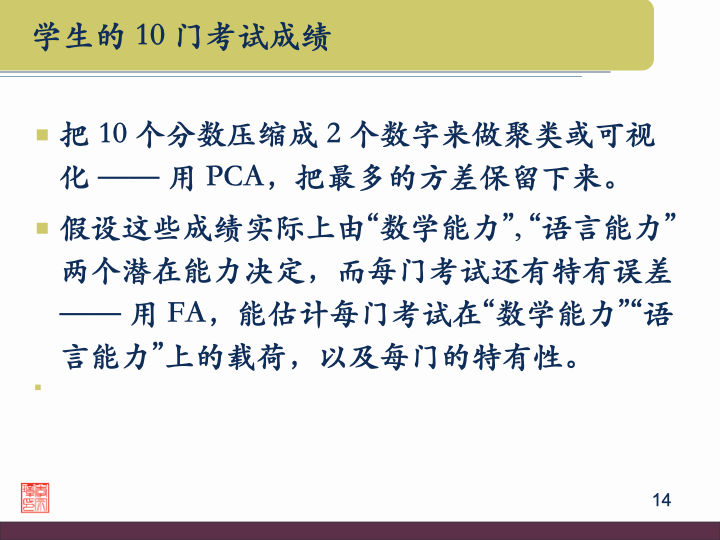 学生的 10 门考试成绩
把 10 个分数压缩成 2 个数字来做聚类或可视
化 —— 用 PCA，把最多的方差保留下来。
假设这些成绩实际上由“数学能力”, “语言能力”
两个潜在能力决定，而每门考试还有特有误差
—— 用 FA，能估计每门考试在“数学能力”“语
言能力”上的载荷，以及每门的特有性。
14